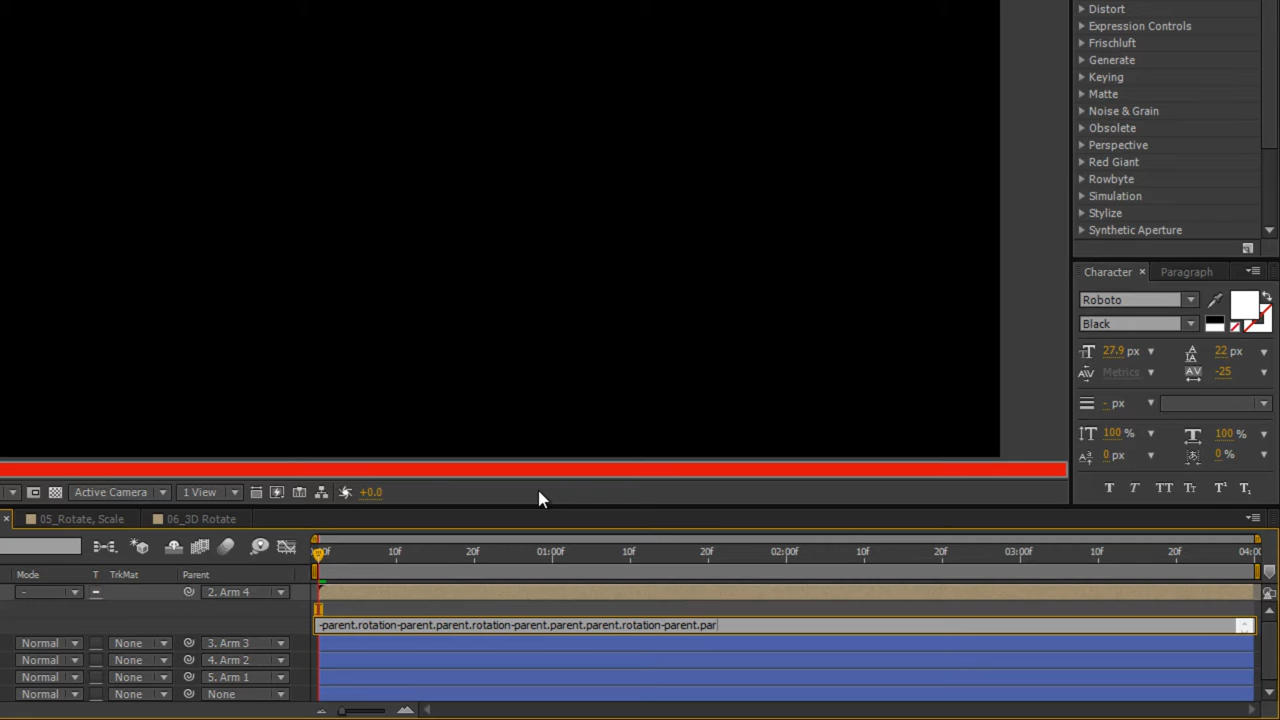 Distort
Expression Controls
Frischluft
Generate
Keying
Matte
Noise & Grain
Obsolete
Perspective
Red Giant
Rowbyte
Simulation
Stylize
Synthetic Aperture
Character × Paragraph
Roboto
Black
27.9 px 22 px
Metrics -25
- px
100 % 100 %
0 px 0 %
T T TT Tт T¹ T₁
Active Camera 1 View +0.0
× 05_Rotate, Scale 06_3D Rotate
10f 20f 01:00f 10f 20f 02:00f 10f 20f 03:00f 10f 20f
Mode T TrkMat Parent
- 2. Arm 4
-parent.rotation-parent.parent.rotation-parent.parent.parent.rotation-parent.par
Normal None 3. Arm 3
Normal None 4. Arm 2
Normal None 5. Arm 1
Normal None None